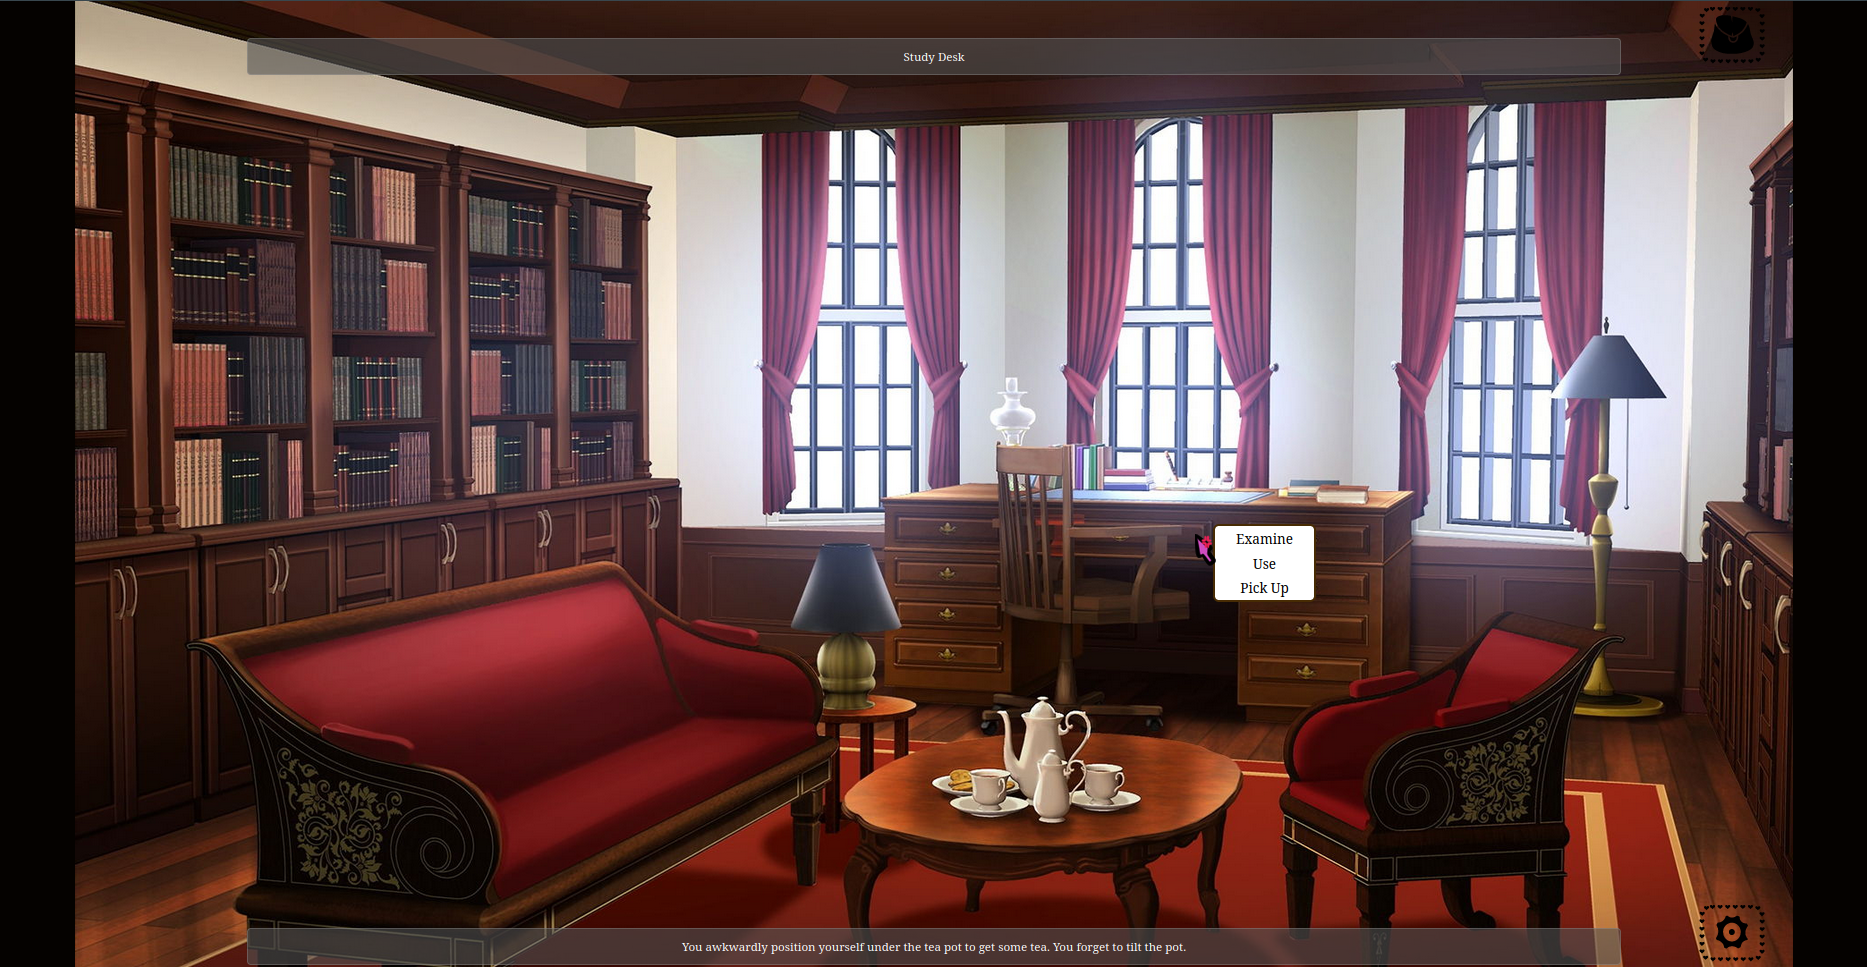 Study Desk
Examine
Use
Pick Up
You awkwardly position yourself under the tea pot to get some tea. You forget to tilt the pot.